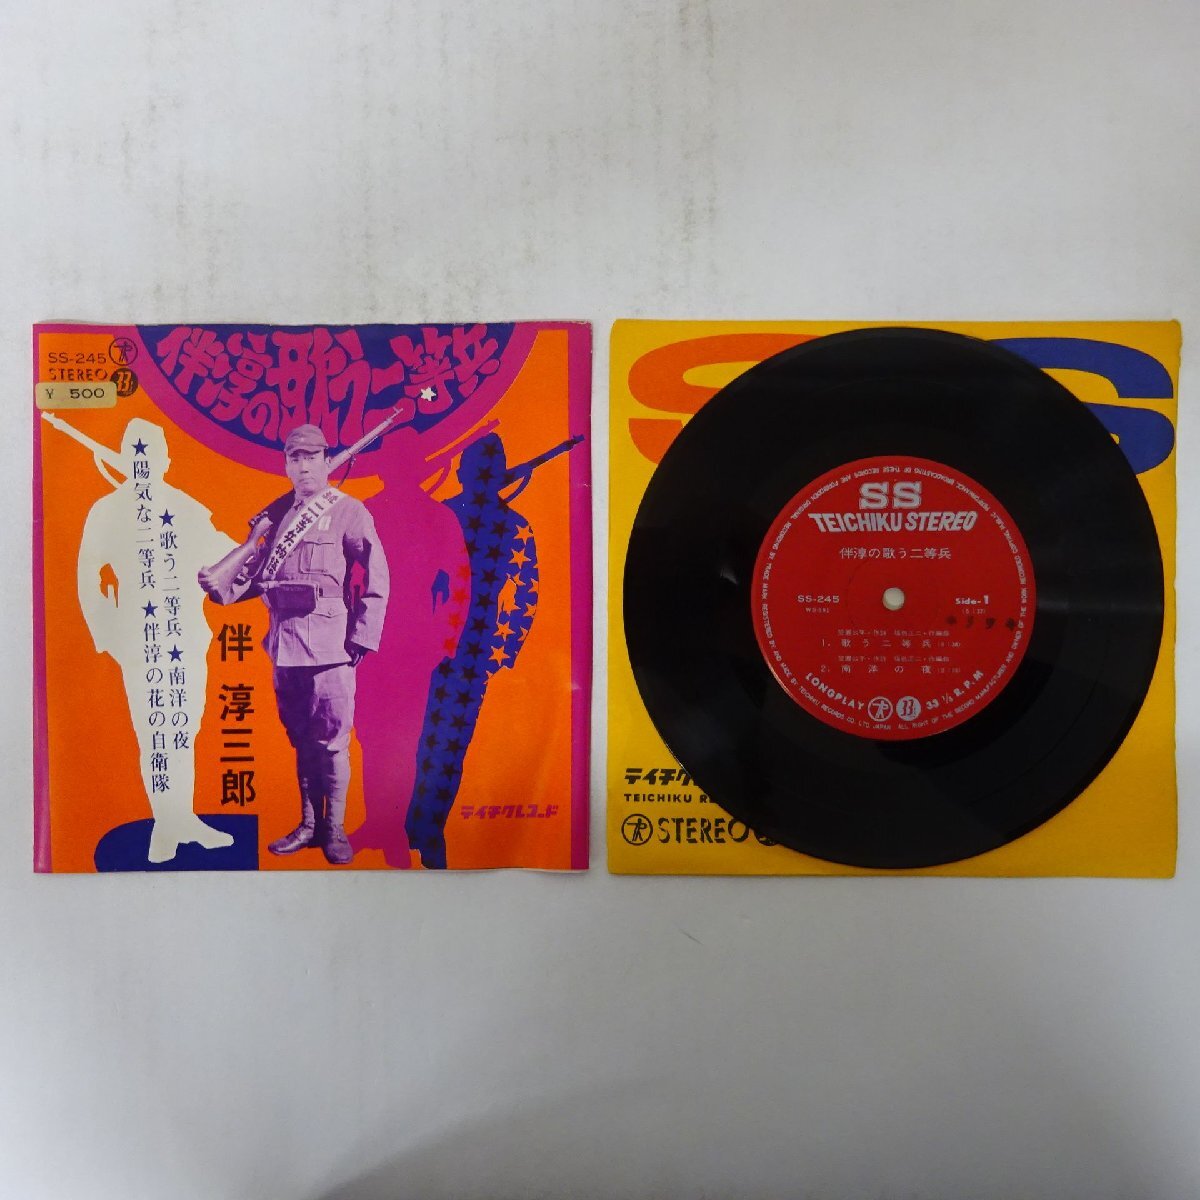 伴淳の歌う二等兵
SS-245
STEREO
¥ 500
★歌う二等兵★南洋の夜
★陽気な二等兵★伴淳の花の自衛隊
伴淳三郎
テイチクレコード
SS
TEICHIKU STEREO
伴淳の歌う二等兵
SS-245
Side-1
1. 歌う二等兵
2. 南洋の夜
LONGPLAY
33 1/3 R.P.M
テイチク
TEICHIKU RE
STEREO